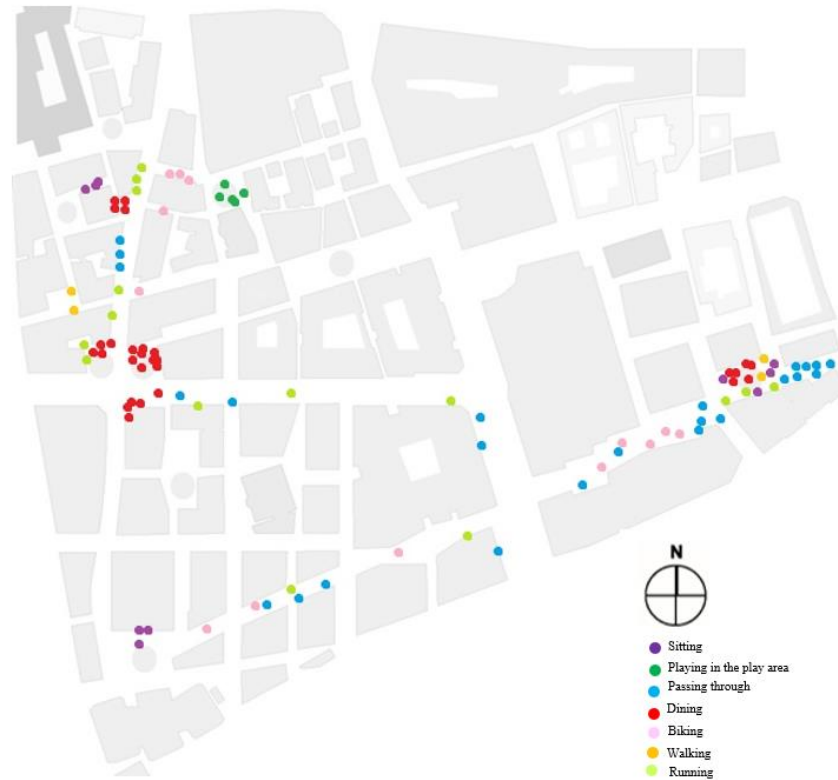 N
Sitting
Playing in the play area
Passing through
Dining
Biking
Walking
Running